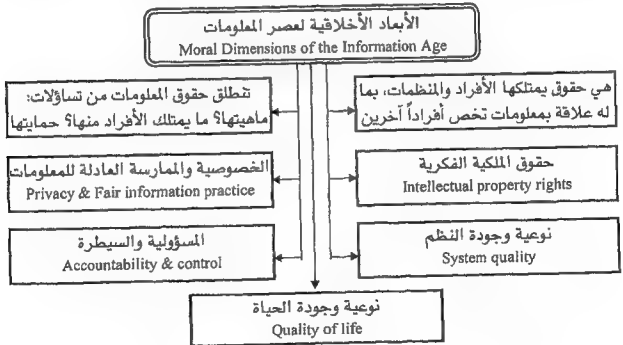 الأبعاد الأخلاقية لعصر المعلومات
Moral Dimensions of the Information Age
هي حقوق يمتلكها الأفراد والمنظمات، بما
له علاقة بمعلومات تخص أفراداً آخرين
تنطلق حقوق المعلومات من تساؤلات:
ماهيتها؟ ما يمتلك الأفراد منها؟ حمايتها
حقوق الملكية الفكرية
Intellectual property rights
الخصوصية والممارسة العادلة للمعلومات
Privacy & Fair information practice
نوعية وجودة النظم
System quality
المسؤولية والسيطرة
Accountability & control
نوعية وجودة الحياة
Quality of life